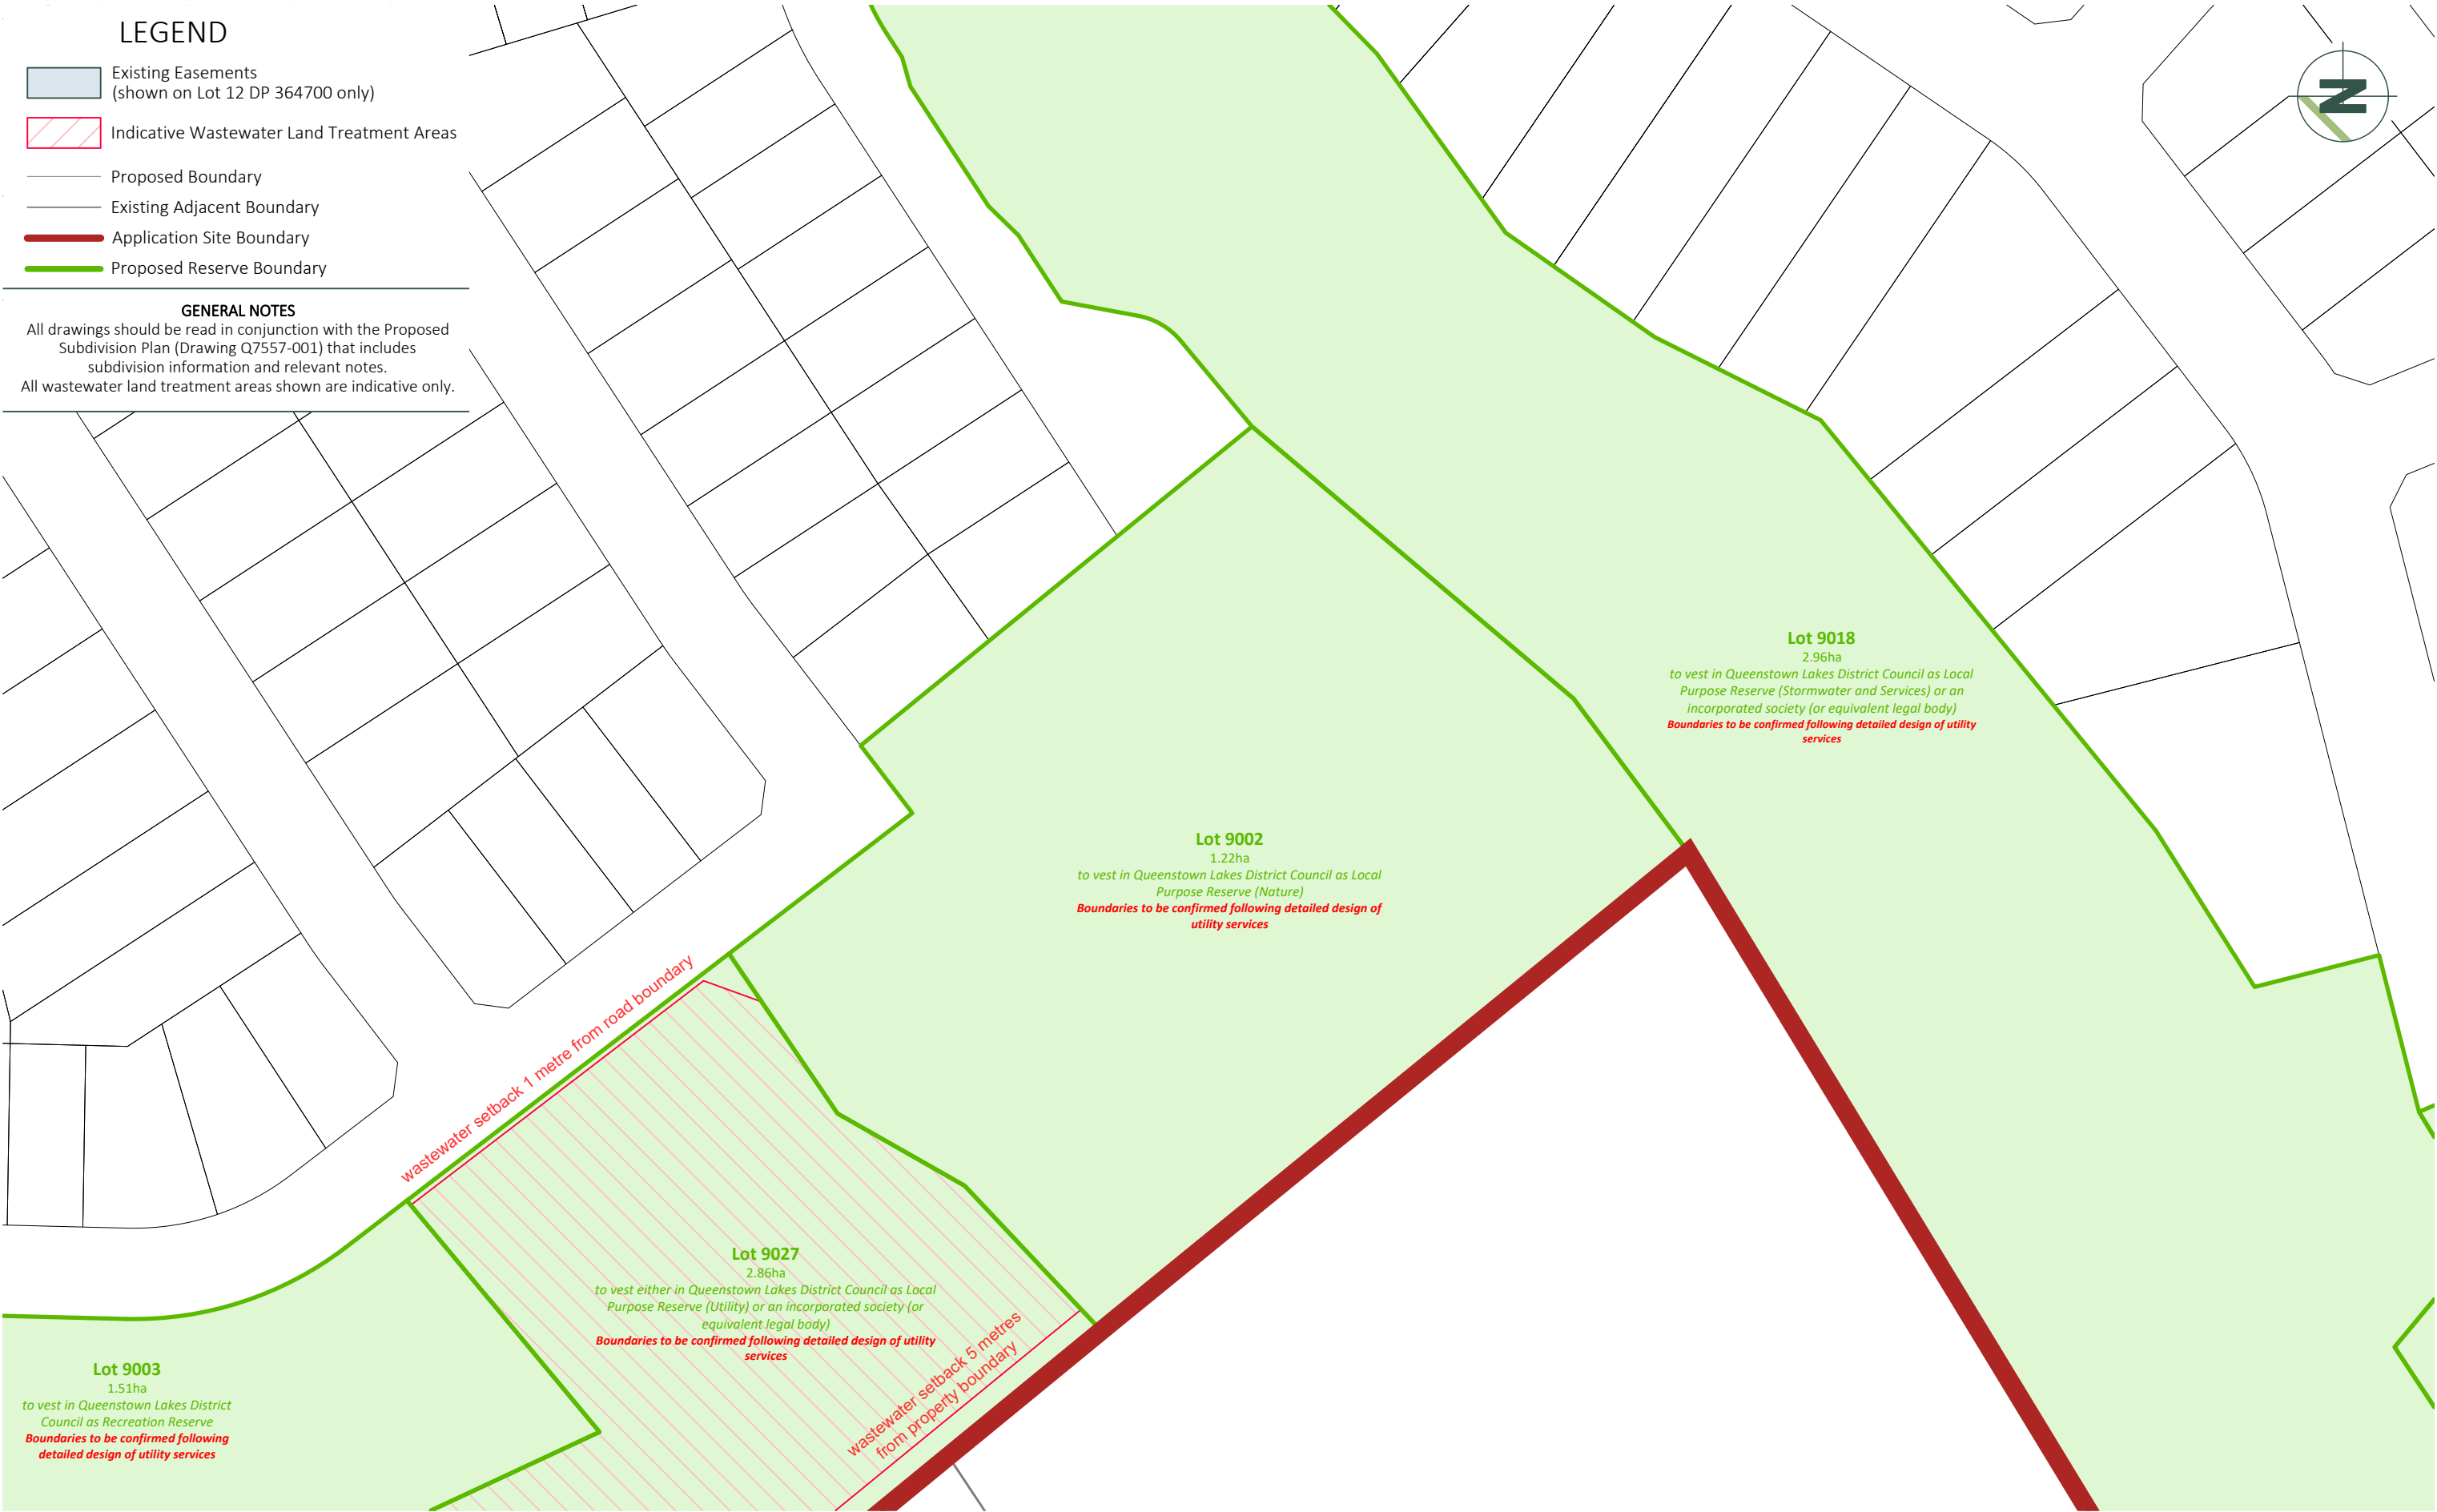 LEGEND
Existing Easements
(shown on Lot 12 DP 364700 only)
Indicative Wastewater Land Treatment Areas
Proposed Boundary
Existing Adjacent Boundary
Application Site Boundary
Proposed Reserve Boundary
GENERAL NOTES
All drawings should be read in conjunction with the Proposed
Subdivision Plan (Drawing Q7557-001) that includes
subdivision information and relevant notes.
All wastewater land treatment areas shown are indicative only.
N
Lot 9018
2.96ha
to vest in Queenstown Lakes District Council as Local
Purpose Reserve (Stormwater and Services) or an
incorporated society (or equivalent legal body)
Boundaries to be confirmed following detailed design of utility
services
Lot 9002
1.22ha
to vest in Queenstown Lakes District Council as Local
Purpose Reserve (Nature)
Boundaries to be confirmed following detailed design of
utility services
wastewater setback 1 metre from road boundary
Lot 9027
2.86ha
to vest either in Queenstown Lakes District Council as Local
Purpose Reserve (Utility) or an incorporated society (or
equivalent legal body)
Boundaries to be confirmed following detailed design of utility
services
wastewater setback 5 metres
from property boundary
Lot 9003
1.51ha
to vest in Queenstown Lakes District
Council as Recreation Reserve
Boundaries to be confirmed following
detailed design of utility services